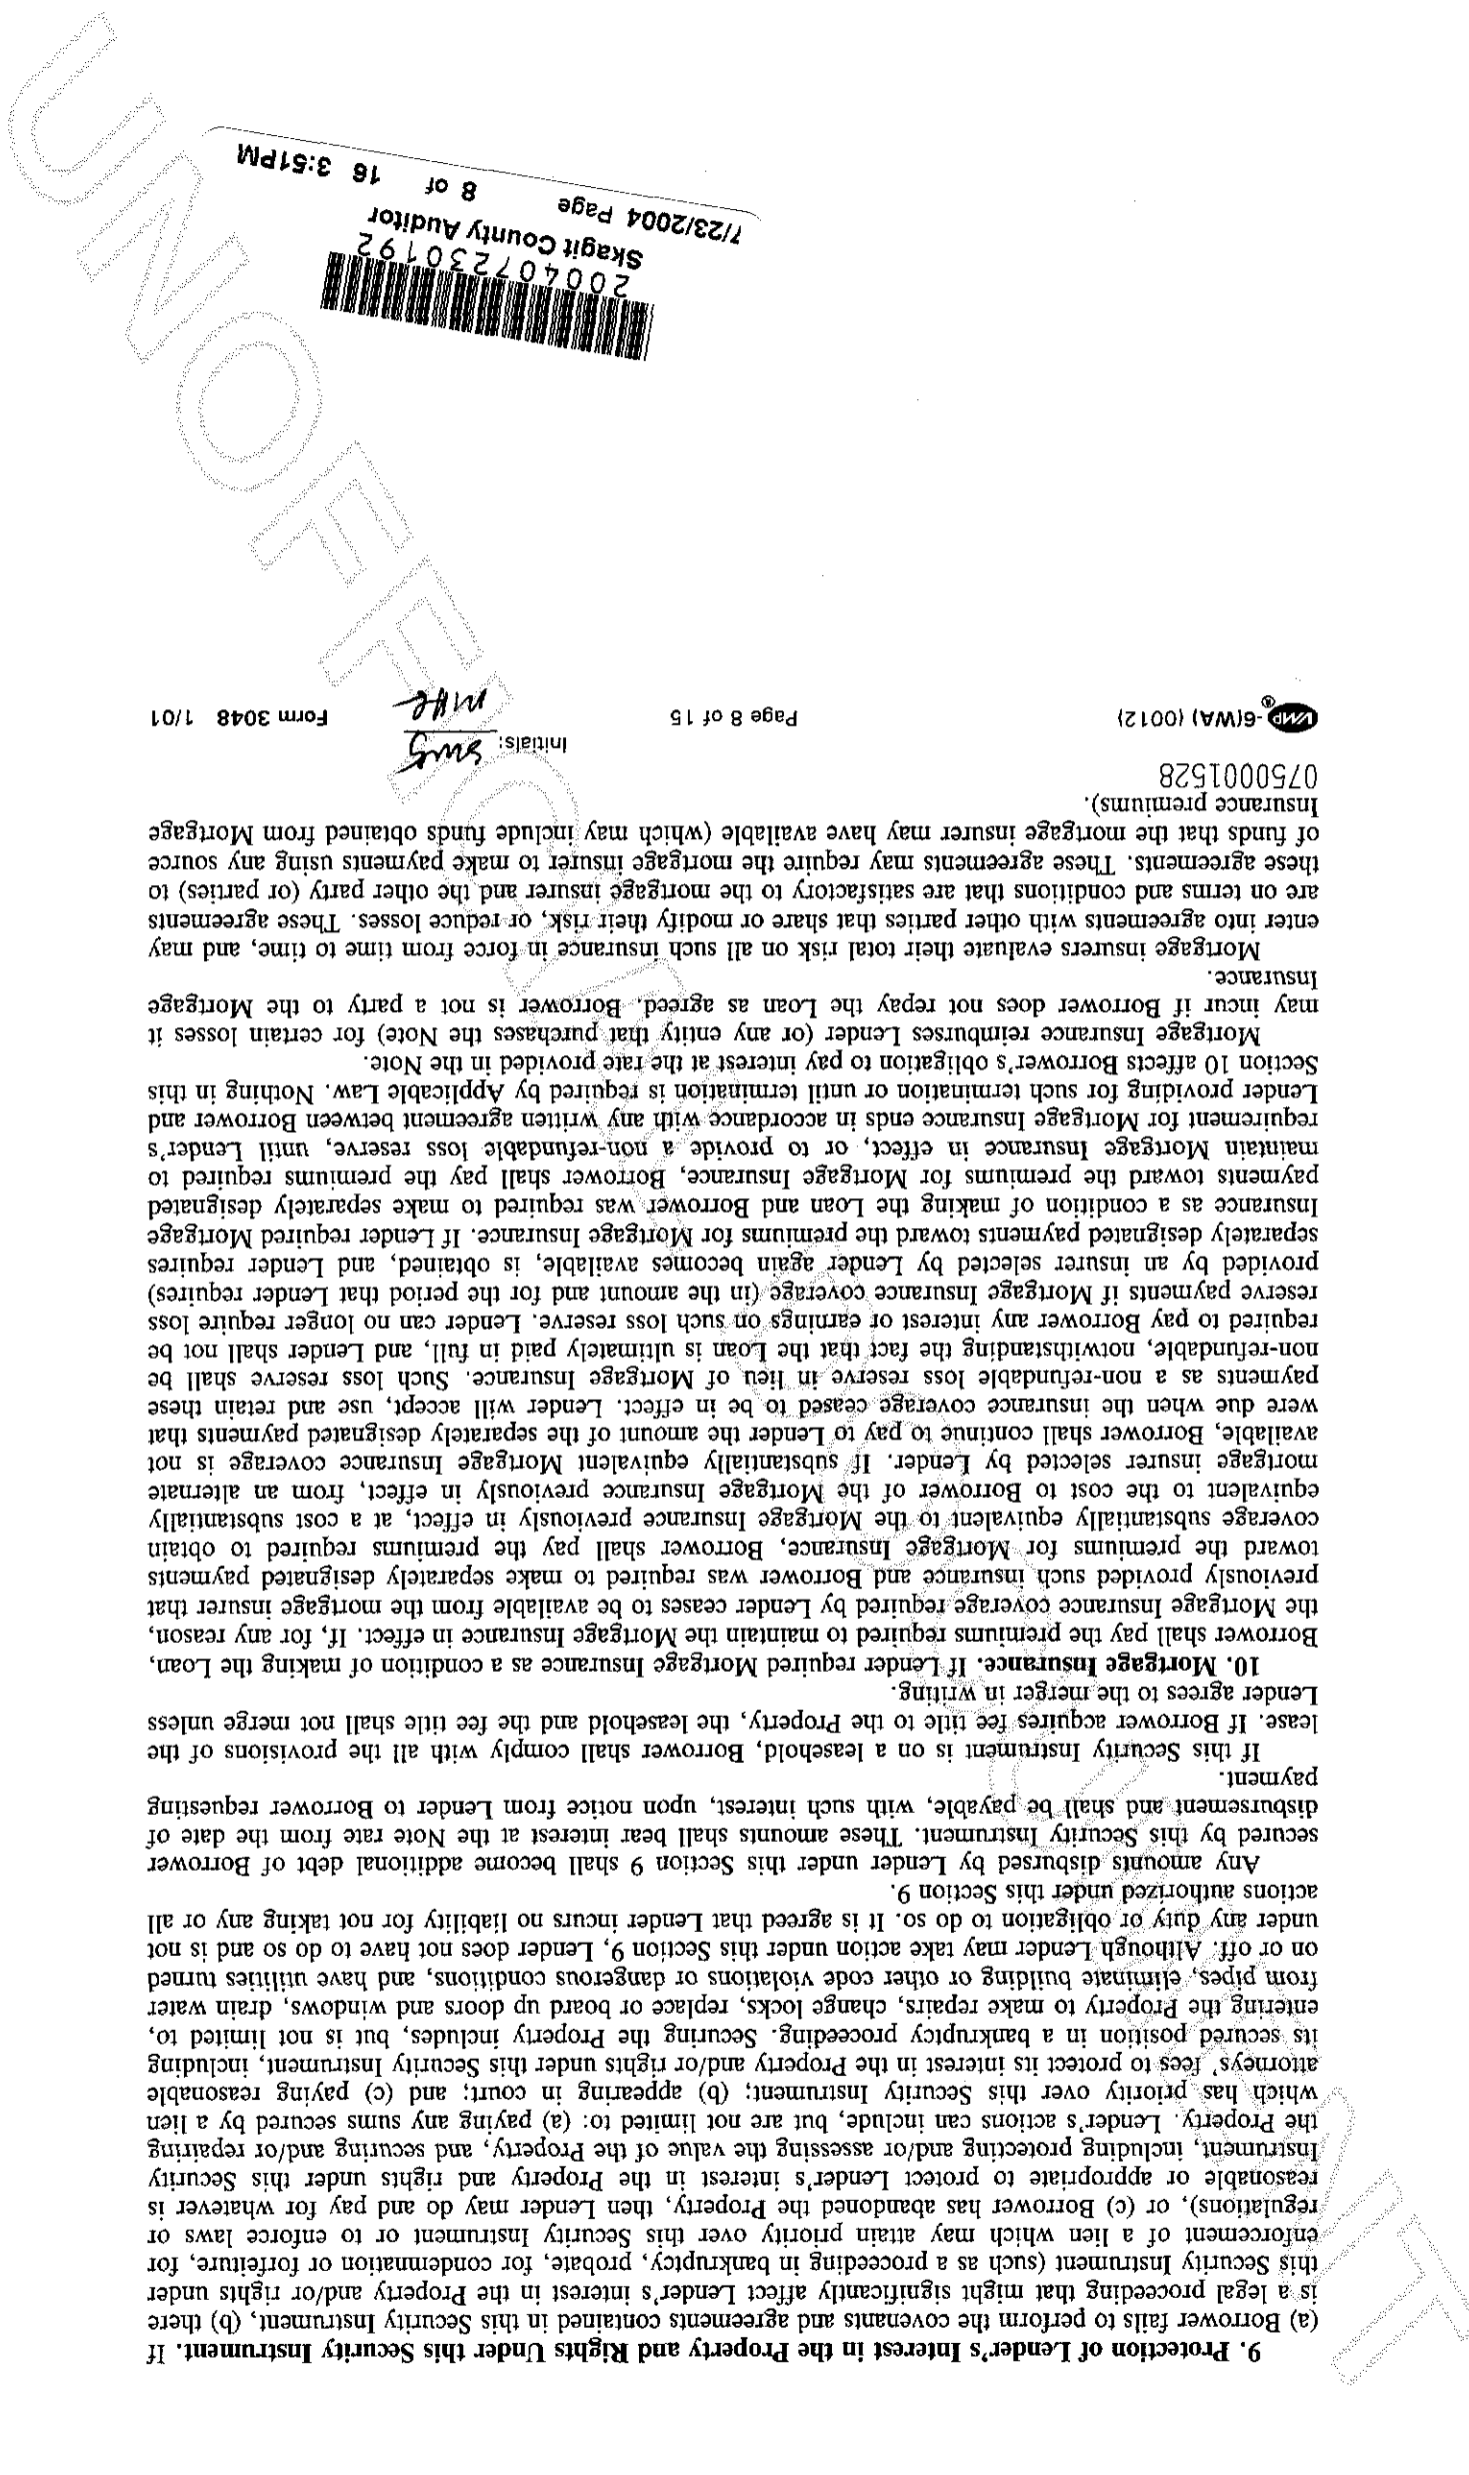 9. Protection of Lender's Interest in the Property and Rights Under this Security Instrument. If
(a) Borrower fails to perform the covenants and agreements contained in this Security Instrument, (b) there
is a legal proceeding that might significantly affect Lender's interest in the Property and/or rights under
this Security Instrument (such as a proceeding in bankruptcy, probate, for condemnation or forfeiture, for
enforcement of a lien which may attain priority over this Security Instrument or to enforce laws or
regulations), or (c) Borrower has abandoned the Property, then Lender may do and pay for whatever is
reasonable or appropriate to protect Lender's interest in the Property and rights under this Security
Instrument, including protecting and/or assessing the value of the Property, and securing and/or repairing
the Property. Lender's actions can include, but are not limited to: (a) paying any sums secured by a lien
which has priority over this Security Instrument; (b) appearing in court; and (c) paying reasonable
attorneys' fees to protect its interest in the Property and/or rights under this Security Instrument, including
its secured position in a bankruptcy proceeding. Securing the Property includes, but is not limited to,
entering the Property to make repairs, change locks, replace or board up doors and windows, drain water
from pipes, eliminate building or other code violations or dangerous conditions, and have utilities turned
on or off. Although Lender may take action under this Section 9, Lender does not have to do so and is not
under any duty or obligation to do so. It is agreed that Lender incurs no liability for not taking any or all
actions authorized under this Section 9.
Any amounts disbursed by Lender under this Section 9 shall become additional debt of Borrower
secured by this Security Instrument. These amounts shall bear interest at the Note rate from the date of
disbursement and shall be payable, with such interest, upon notice from Lender to Borrower requesting
payment.
If this Security Instrument is on a leasehold, Borrower shall comply with all the provisions of the
lease. If Borrower acquires fee title to the Property, the leasehold and the fee title shall not merge unless
Lender agrees to the merger in writing.
10. Mortgage Insurance. If Lender required Mortgage Insurance as a condition of making the Loan,
Borrower shall pay the premiums required to maintain the Mortgage Insurance in effect. If, for any reason,
the Mortgage Insurance coverage required by Lender ceases to be available from the mortgage insurer that
previously provided such insurance and Borrower was required to make separately designated payments
toward the premiums for Mortgage Insurance, Borrower shall pay the premiums required to obtain
coverage substantially equivalent to the Mortgage Insurance previously in effect, at a cost substantially
equivalent to the cost to Borrower of the Mortgage Insurance previously in effect, from an alternate
mortgage insurer selected by Lender. If substantially equivalent Mortgage Insurance coverage is not
available, Borrower shall continue to pay to Lender the amount of the separately designated payments that
were due when the insurance coverage ceased to be in effect. Lender will accept, use and retain these
payments as a non-refundable loss reserve in lieu of Mortgage Insurance. Such loss reserve shall be
non-refundable, notwithstanding the fact that the Loan is ultimately paid in full, and Lender shall not be
required to pay Borrower any interest or earnings on such loss reserve. Lender can no longer require loss
reserve payments if Mortgage Insurance coverage (in the amount and for the period that Lender requires)
provided by an insurer selected by Lender again becomes available, is obtained, and Lender requires
separately designated payments toward the premiums for Mortgage Insurance. If Lender required Mortgage
Insurance as a condition of making the Loan and Borrower was required to make separately designated
payments toward the premiums for Mortgage Insurance, Borrower shall pay the premiums required to
maintain Mortgage Insurance in effect, or to provide a non-refundable loss reserve, until Lender's
requirement for Mortgage Insurance ends in accordance with any written agreement between Borrower and
Lender providing for such termination or until termination is required by Applicable Law. Nothing in this
Section 10 affects Borrower's obligation to pay interest at the rate provided in the Note.
Mortgage Insurance reimburses Lender (or any entity that purchases the Note) for certain losses it
may incur if Borrower does not repay the Loan as agreed. Borrower is not a party to the Mortgage
Insurance.
Mortgage insurers evaluate their total risk on all such insurance in force from time to time, and may
enter into agreements with other parties that share or modify their risk, or reduce losses. These agreements
are on terms and conditions that are satisfactory to the mortgage insurer and the other party (or parties) to
these agreements. These agreements may require the mortgage insurer to make payments using any source
of funds that the mortgage insurer may have available (which may include funds obtained from Mortgage
Insurance premiums).
0750001528
Initials:
VMP®-6(WA) (0012) Page 8 of 15 Form 3048 1/01
200407230192
Skagit County Auditor
7/23/2004 Page 8 of 16 3:51PM
UNOFFICIAL DOCUMENT